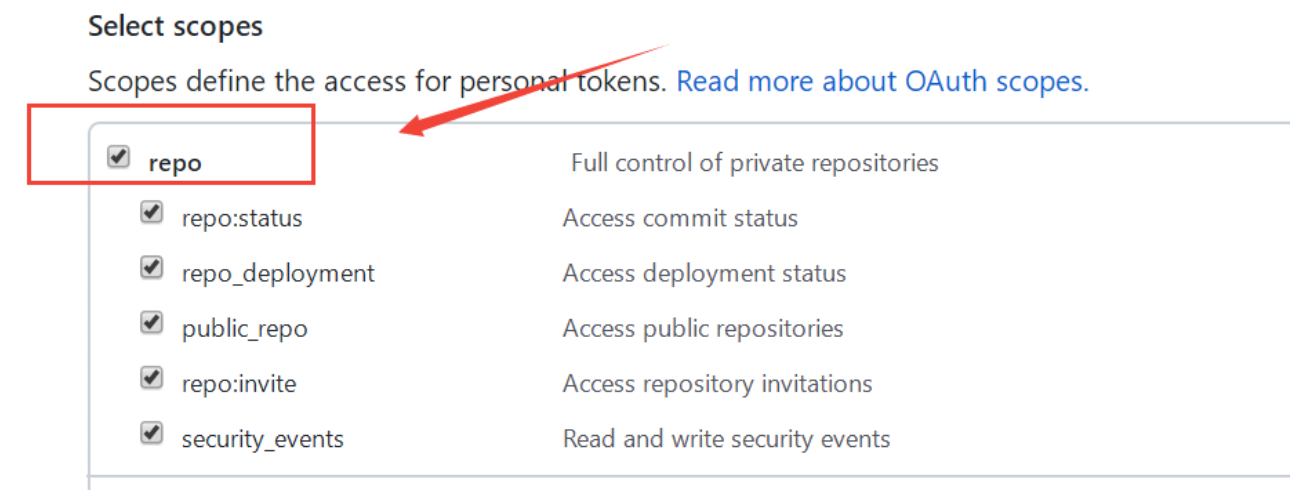 Select scopes
Scopes define the access for personal tokens. Read more about OAuth scopes.
repo Full control of private repositories
repo:status Access commit status
repo_deployment Access deployment status
public_repo Access public repositories
repo:invite Access repository invitations
security_events Read and write security events